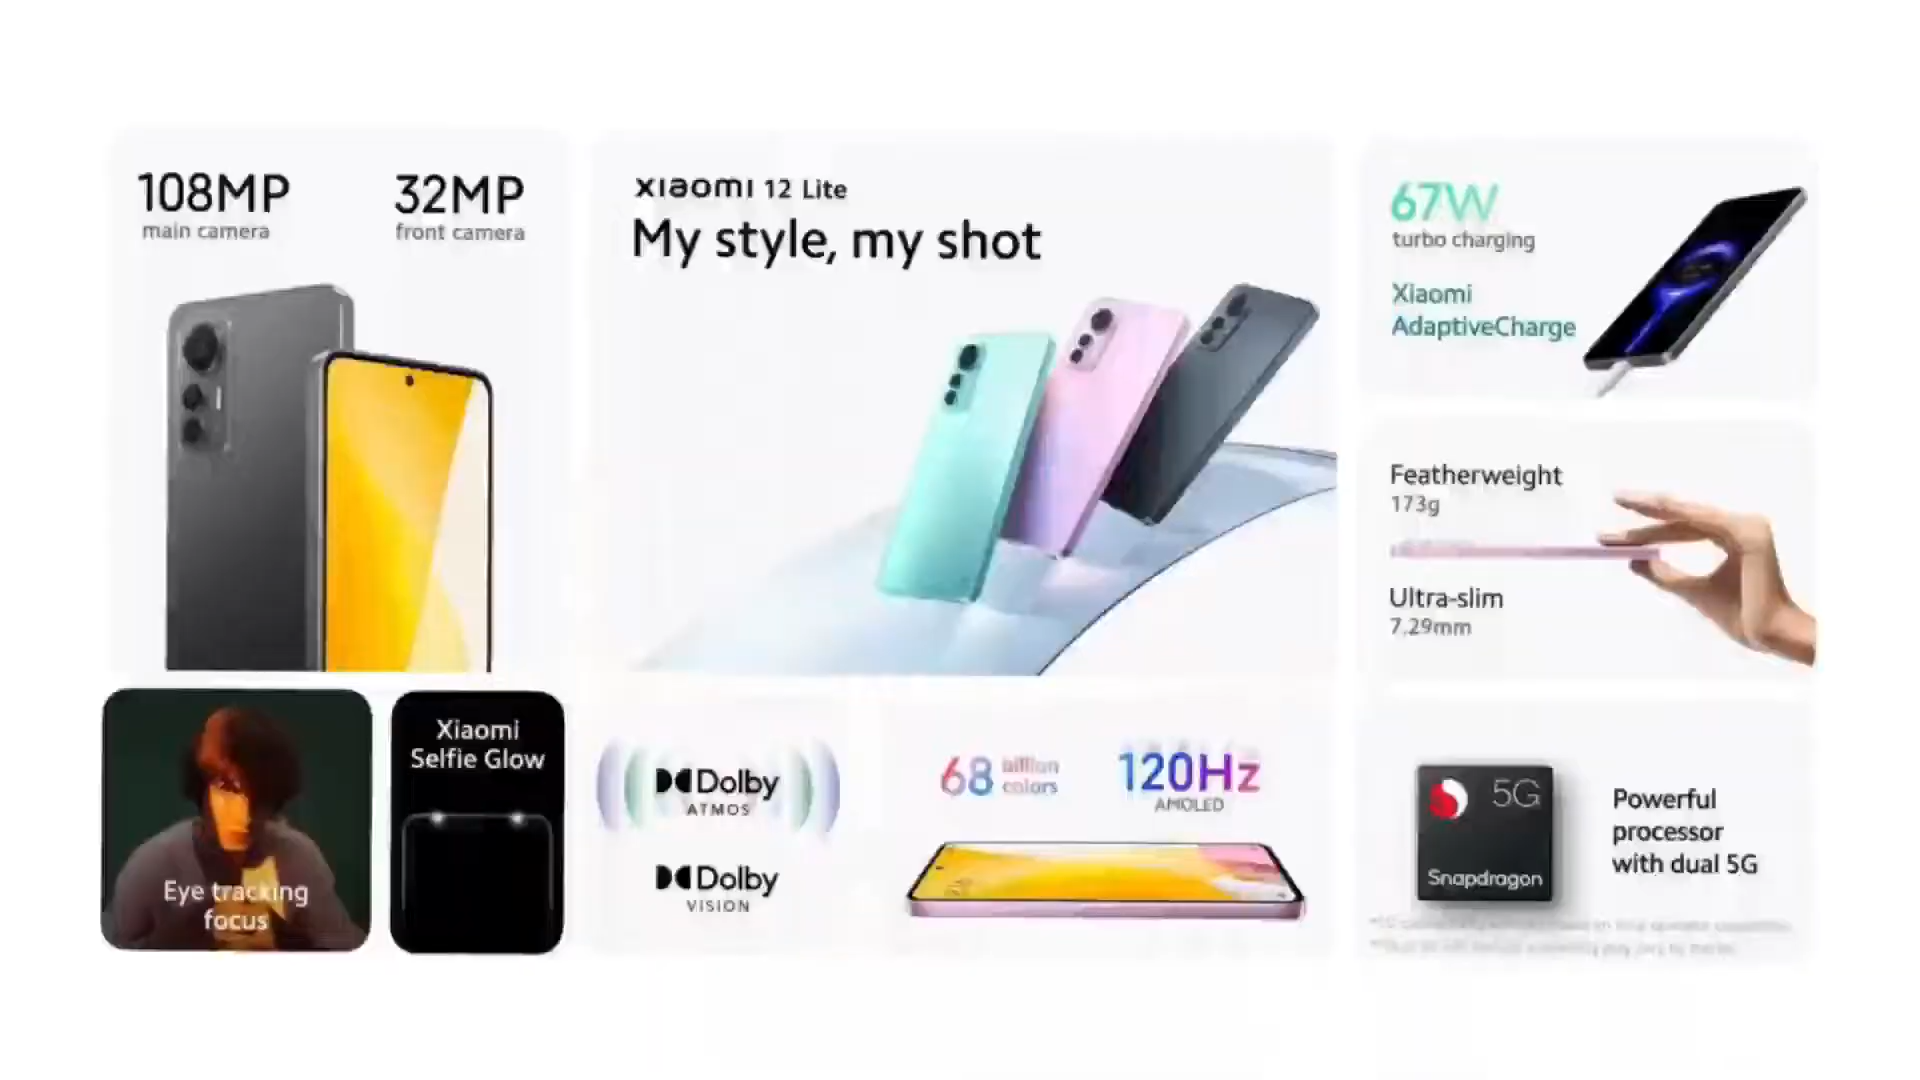 108MP
main camera
32MP
front camera
xiaomi 12 Lite
My style, my shot
67W
turbo charging
Xiaomi
AdaptiveCharge
Featherweight
173g
Ultra-slim
7.29mm
Eye tracking
focus
Xiaomi
Selfie Glow
Dolby
ATMOS
Dolby
VISION
68 billion
colors
120Hz
AMOLED
5G
Snapdragon
Powerful
processor
with dual 5G